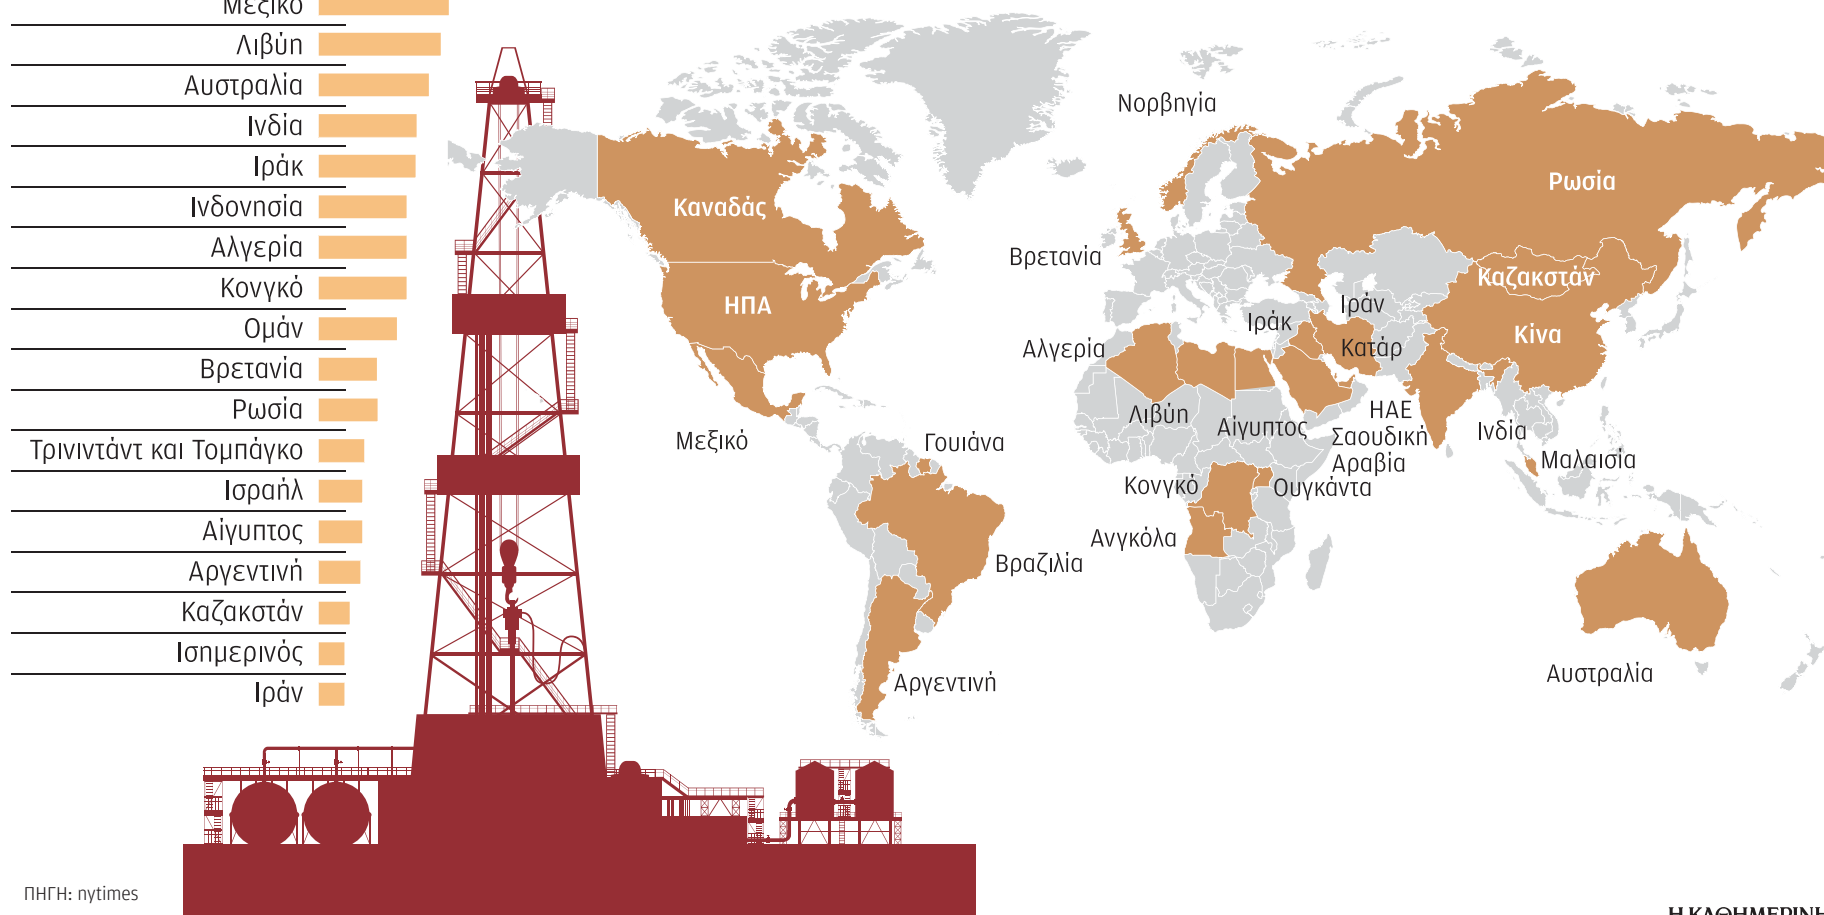 Μεξικό
Λιβύη
Αυστραλία
Ινδία
Ιράκ
Ινδονησία
Αλγερία
Κονγκό
Ομάν
Βρετανία
Ρωσία
Τρινιντάντ και Τομπάγκο
Ισραήλ
Αίγυπτος
Αργεντινή
Καζακστάν
Ισημερινός
Ιράν
Νορβηγία
Ρωσία
Καναδάς
Βρετανία
Καζακστάν
ΗΠΑ
Ιράν
Ιράκ
Κίνα
Αλγερία
Κατάρ
Λιβύη
Αίγυπτος
ΗΑΕ
Σαουδική
Αραβία
Ινδία
Μεξικό
Γουιάνα
Μαλαισία
Κονγκό
Ουγκάντα
Ανγκόλα
Βραζιλία
Αυστραλία
Αργεντινή
ΠΗΓΗ: nytimes
Η ΚΑΘΗΜΕΡΙΝΗ